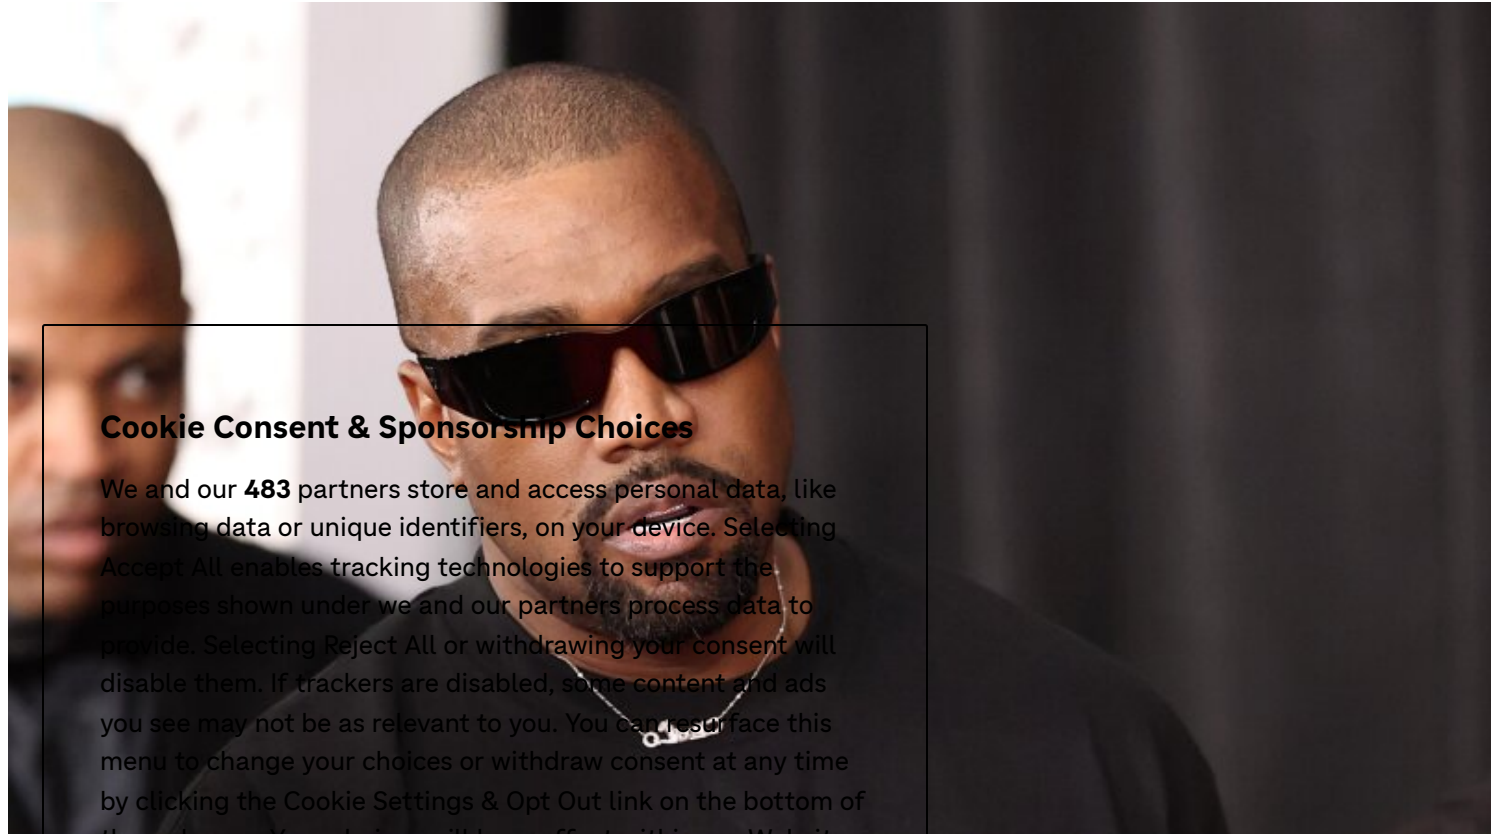 Cookie Consent & Sponsorship Choices
We and our 483 partners store and access personal data, like
browsing data or unique identifiers, on your device. Selecting
Accept All enables tracking technologies to support the
purposes shown under we and our partners process data to
provide. Selecting Reject All or withdrawing your consent will
disable them. If trackers are disabled, some content and ads
you see may not be as relevant to you. You can resurface this
menu to change your choices or withdraw consent at any time
by clicking the Cookie Settings & Opt Out link on the bottom of